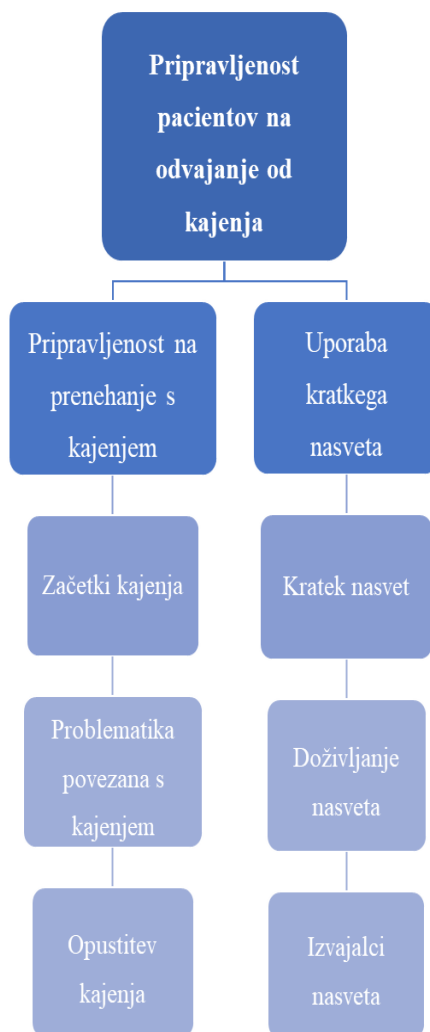 Pripravljenost
pacientov na
odvajanje od
kajenja
Pripravljenost na
prenehanje s
kajenjem
Uporaba
kratkega
nasveta
Začetki kajenja
Kratek nasvet
Problematika
povezana s
kajenjem
Doživljanje
nasveta
Opustitev
kajenja
Izvajalci
nasveta